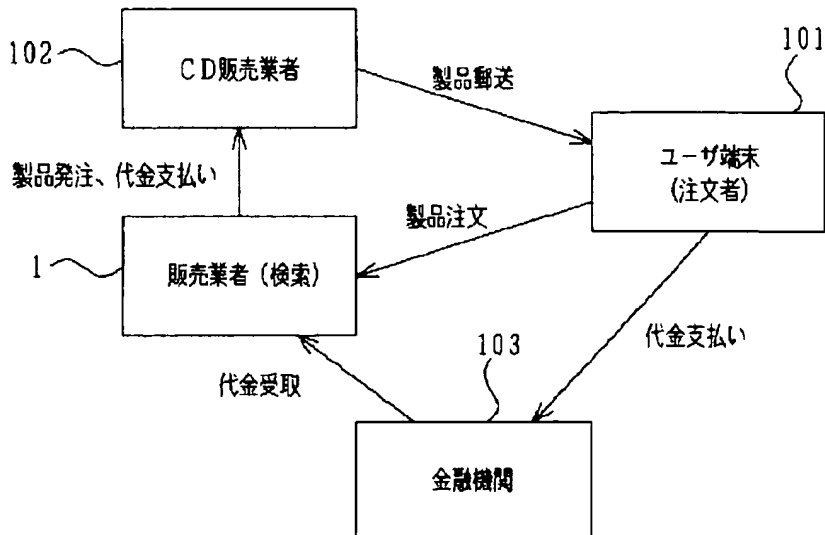 102
CD販売業者
101
製品郵送
ユーザ端末
(注文者)
製品発注、代金支払い
製品注文
1
販売業者(検索)
103
代金支払い
代金受取
金融機関